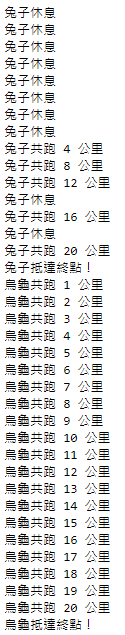 兔子休息
兔子休息
兔子休息
兔子休息
兔子休息
兔子休息
兔子休息
兔子休息
兔子共跑 4 公里
兔子共跑 8 公里
兔子共跑 12 公里
兔子休息
兔子共跑 16 公里
兔子休息
兔子共跑 20 公里
兔子抵達終點！
烏龜共跑 1 公里
烏龜共跑 2 公里
烏龜共跑 3 公里
烏龜共跑 4 公里
烏龜共跑 5 公里
烏龜共跑 6 公里
烏龜共跑 7 公里
烏龜共跑 8 公里
烏龜共跑 9 公里
烏龜共跑 10 公里
烏龜共跑 11 公里
烏龜共跑 12 公里
烏龜共跑 13 公里
烏龜共跑 14 公里
烏龜共跑 15 公里
烏龜共跑 16 公里
烏龜共跑 17 公里
烏龜共跑 18 公里
烏龜共跑 19 公里
烏龜共跑 20 公里
烏龜抵達終點！